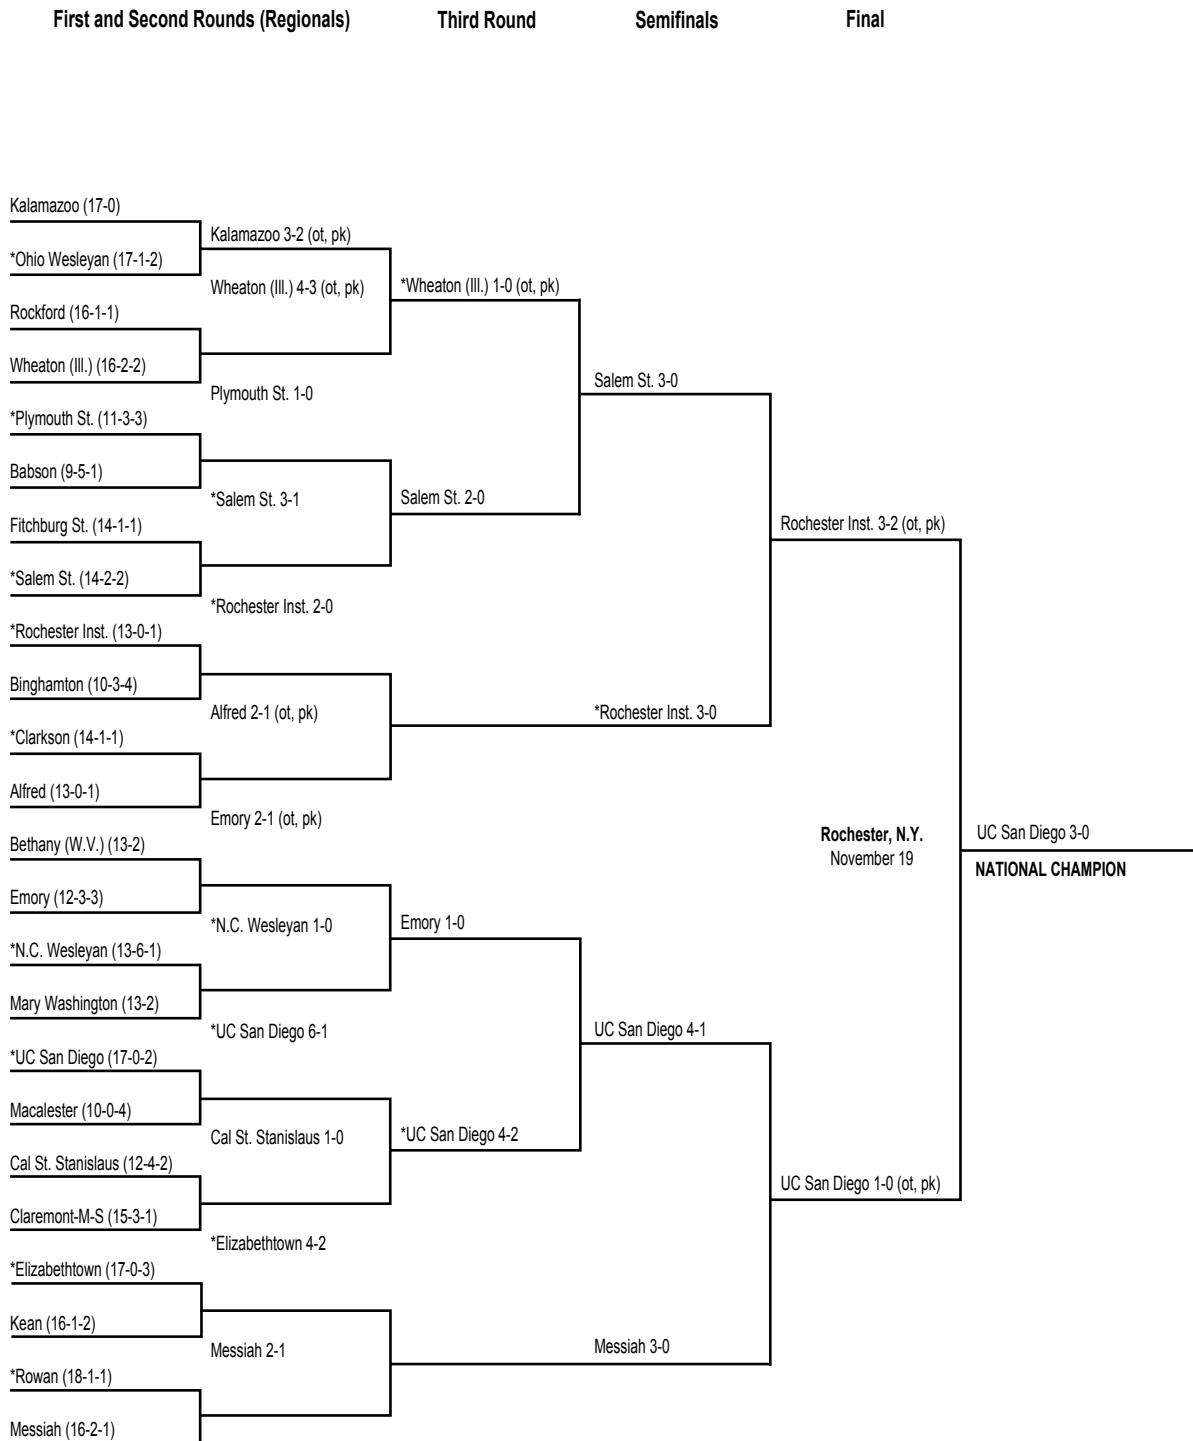 First and Second Rounds (Regionals)
Third Round
Semifinals
Final
Kalamazoo (17-0)
*Ohio Wesleyan (17-1-2)
Rockford (16-1-1)
Wheaton (Ill.) (16-2-2)
*Plymouth St. (11-3-3)
Babson (9-5-1)
Fitchburg St. (14-1-1)
*Salem St. (14-2-2)
*Rochester Inst. (13-0-1)
Binghamton (10-3-4)
*Clarkson (14-1-1)
Alfred (13-0-1)
Bethany (W.V.) (13-2)
Emory (12-3-3)
*N.C. Wesleyan (13-6-1)
Mary Washington (13-2)
*UC San Diego (17-0-2)
Macalester (10-0-4)
Cal St. Stanislaus (12-4-2)
Claremont-M-S (15-3-1)
*Elizabethtown (17-0-3)
Kean (16-1-2)
*Rowan (18-1-1)
Messiah (16-2-1)
Kalamazoo 3-2 (ot, pk)
Wheaton (Ill.) 4-3 (ot, pk)
Plymouth St. 1-0
*Salem St. 3-1
*Rochester Inst. 2-0
Alfred 2-1 (ot, pk)
Emory 2-1 (ot, pk)
*N.C. Wesleyan 1-0
*UC San Diego 6-1
Cal St. Stanislaus 1-0
*Elizabethtown 4-2
Messiah 2-1
*Wheaton (Ill.) 1-0 (ot, pk)
Salem St. 2-0
Emory 1-0
*UC San Diego 4-2
Salem St. 3-0
*Rochester Inst. 3-0
UC San Diego 4-1
Messiah 3-0
Rochester Inst. 3-2 (ot, pk)
UC San Diego 1-0 (ot, pk)
Rochester, N.Y.
November 19
UC San Diego 3-0
NATIONAL CHAMPION